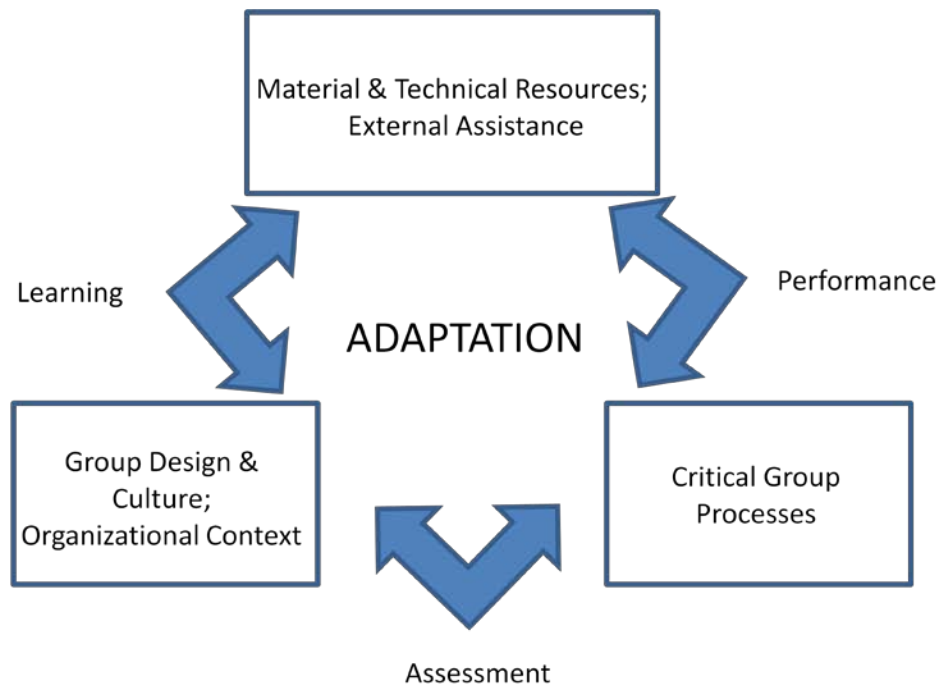 Material & Technical Resources;
External Assistance
Learning
Performance
ADAPTATION
Group Design &
Culture;
Organizational Context
Critical Group
Processes
Assessment